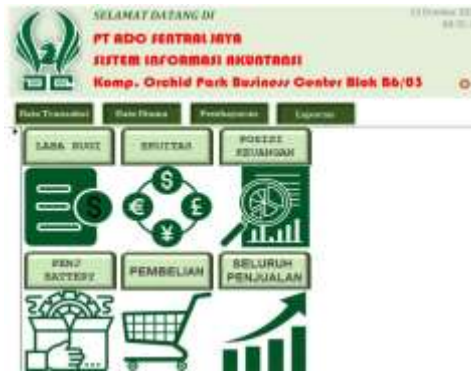 SELAMAT DATANG DI
PT ADO SENTRAL JAYA
SISTEM INFORMASI AKUNTANSI
Komp. Orchid Park Business Center Blok B6/03
Data Transaksi Data Utama Pembayaran Laporan
LABA RUGI EKUITAS POSISI KEUANGAN
PENJ BATTERY PEMBELIAN SELURUH PENJUALAN